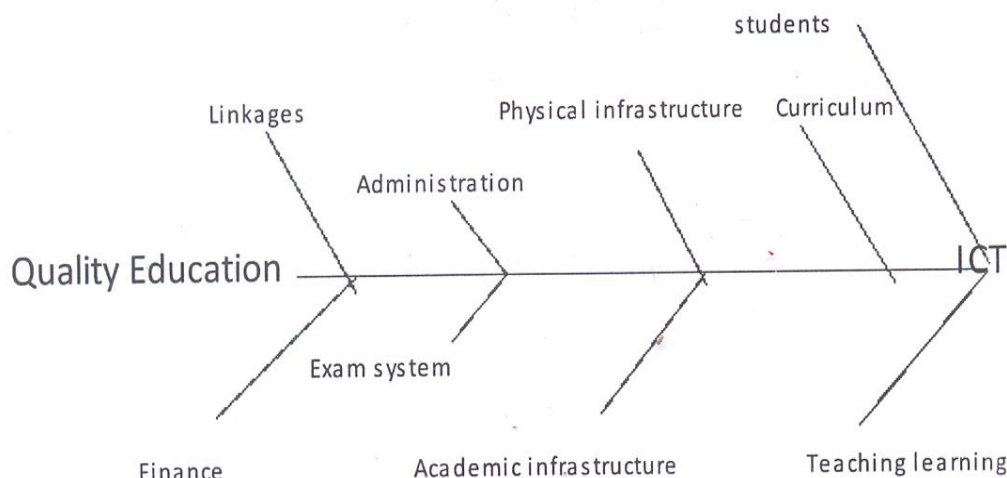 students
Linkages
Physical infrastructure
Curriculum
Administration
Quality Education
ICT
Exam system
Finance
Academic infrastructure
Teaching learning